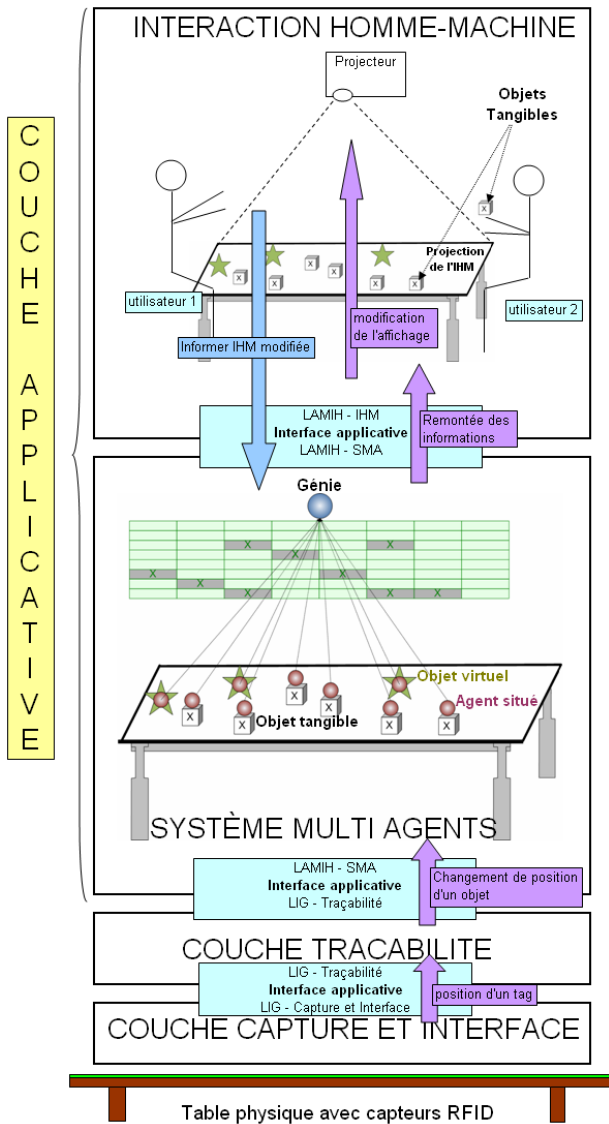 COUCHE APPLICATIVE
INTERACTION HOMME-MACHINE
Projecteur
Objets
Tangibles
X
X
X
X
X
X
X
X
Projection
de l'IHM
utilisateur 1
utilisateur 2
modification
de l'affichage
Informer IHM modifiée
LAMIH - IHM
Interface applicative
LAMIH - SMA
Remontée des
informations
Génie
X
X
X
X
X
X
X
X
X
Objet virtuel
Agent situé
Objet tangible
X
X
X
X
X
X
SYSTÈME MULTI AGENTS
LAMIH - SMA
Interface applicative
LIG - Traçabilité
Changement de position
d'un objet
COUCHE TRACABILITE
LIG - Traçabilité
Interface applicative
LIG - Capture et Interface
position d'un tag
COUCHE CAPTURE ET INTERFACE
Table physique avec capteurs RFID